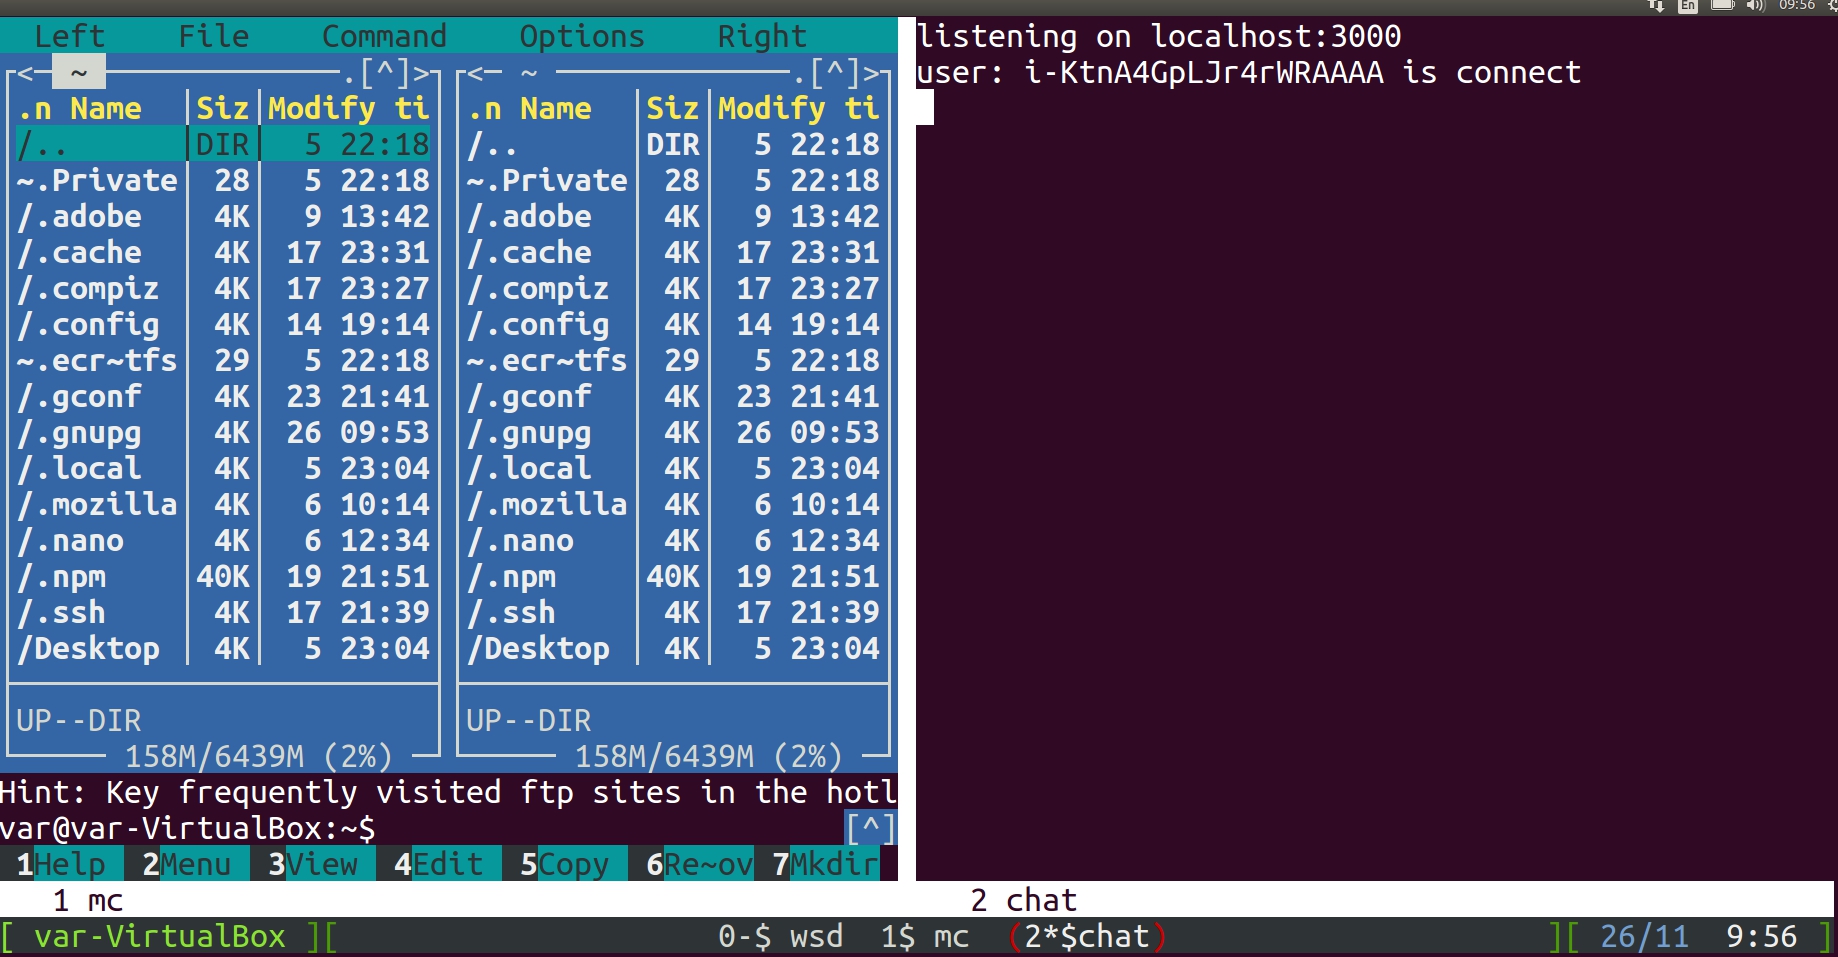 En 09:56
Left File Command Options Right
<─ ~ ─.[^]>
.n Name Siz Modify ti
/.. DIR 5 22:18
~.Private 28 5 22:18
/.adobe 4K 9 13:42
/.cache 4K 17 23:31
/.compiz 4K 17 23:27
/.config 4K 14 19:14
~.ecr~tfs 29 5 22:18
/.gconf 4K 23 21:41
/.gnupg 4K 26 09:53
/.local 4K 5 23:04
/.mozilla 4K 6 10:14
/.nano 4K 6 12:34
/.npm 40K 19 21:51
/.ssh 4K 17 21:39
/Desktop 4K 5 23:04
UP--DIR
158M/6439M (2%)
<─ ~ ─.[^]>
.n Name Siz Modify ti
/.. DIR 5 22:18
~.Private 28 5 22:18
/.adobe 4K 9 13:42
/.cache 4K 17 23:31
/.compiz 4K 17 23:27
/.config 4K 14 19:14
~.ecr~tfs 29 5 22:18
/.gconf 4K 23 21:41
/.gnupg 4K 26 09:53
/.local 4K 5 23:04
/.mozilla 4K 6 10:14
/.nano 4K 6 12:34
/.npm 40K 19 21:51
/.ssh 4K 17 21:39
/Desktop 4K 5 23:04
UP--DIR
158M/6439M (2%)
Hint: Key frequently visited ftp sites in the hotl
var@var-VirtualBox:~$ [^]
1Help 2Menu 3View 4Edit 5Copy 6Re~ov 7Mkdir
listening on localhost:3000
user: i-KtnA4GpLJr4rWRAAAA is connect
1 mc 2 chat
[ var-VirtualBox ][ 0-$ wsd 1$ mc (2*$chat) ][ 26/11 9:56 ]